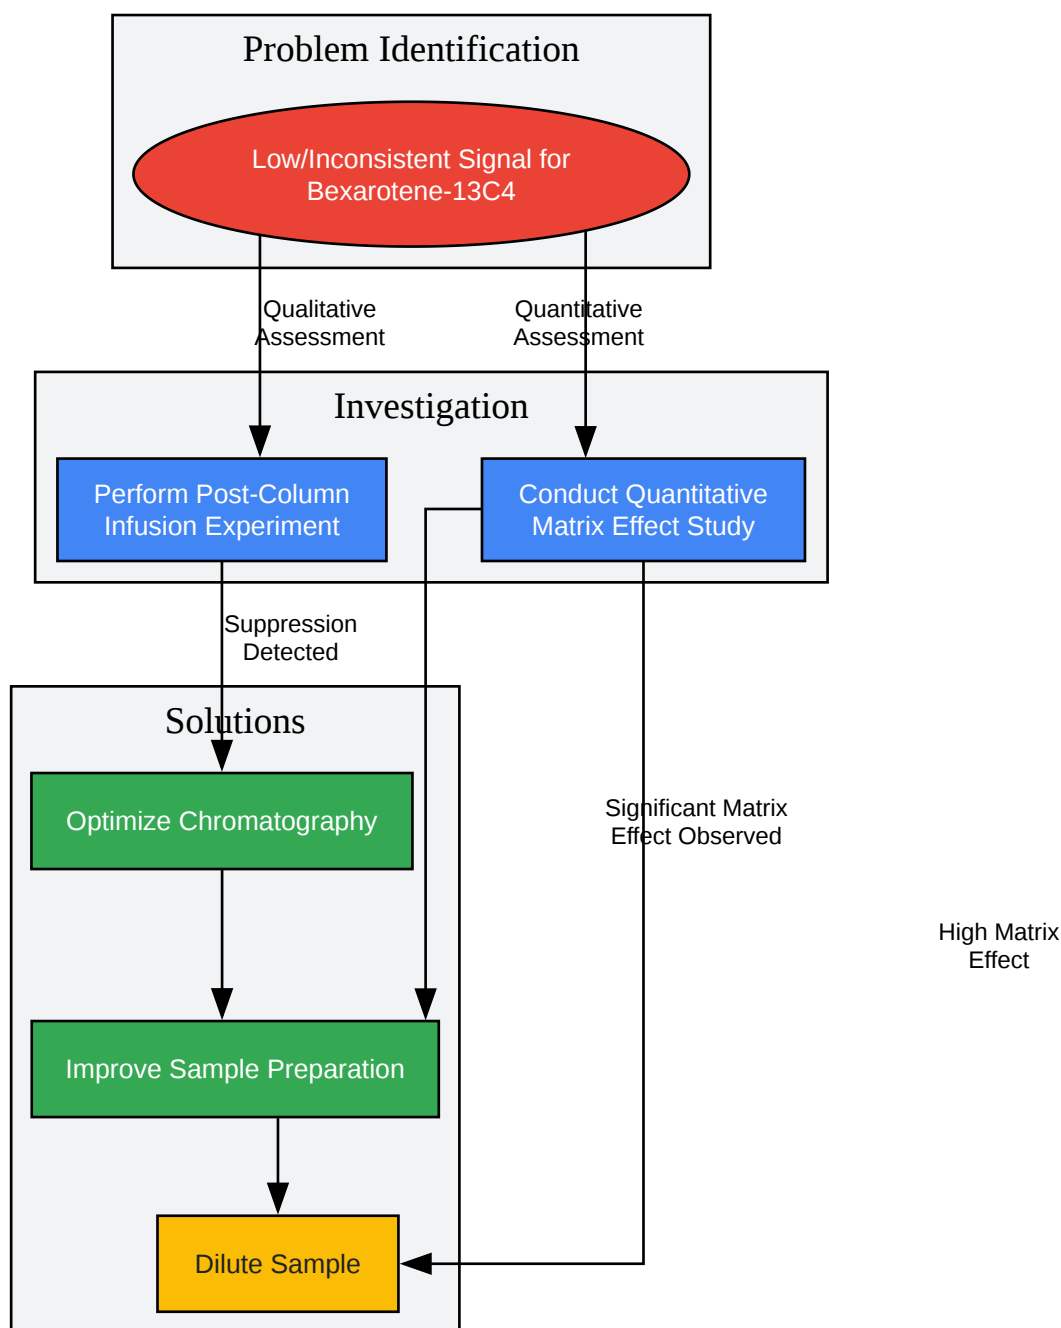 Problem Identification
Low/Inconsistent Signal for
Bexarotene-13C4
Qualitative
Assessment
Quantitative
Assessment
Investigation
Perform Post-Column
Infusion Experiment
Conduct Quantitative
Matrix Effect Study
Suppression
Detected
Solutions
Optimize Chromatography
Significant Matrix
Effect Observed
High Matrix
Effect
Improve Sample Preparation
Dilute Sample